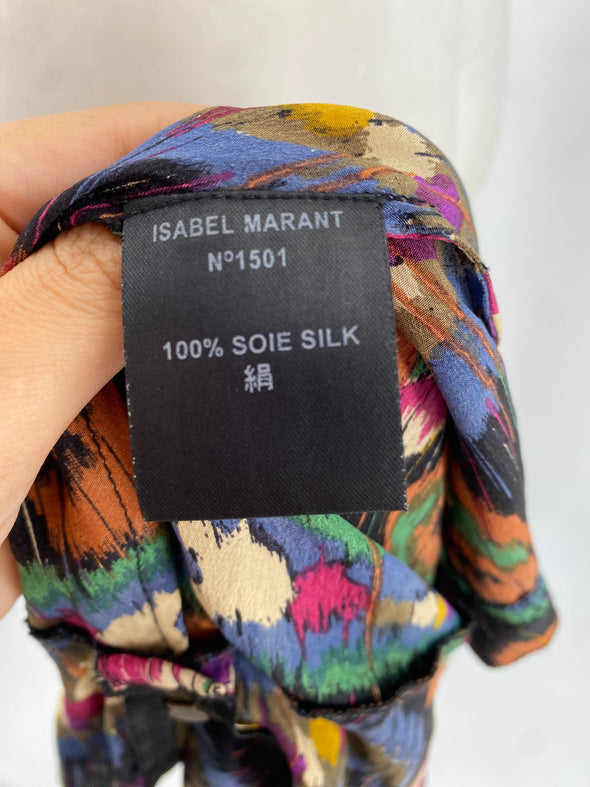 ISABEL MARANT
Nº1501
100% SOIE SILK
絹